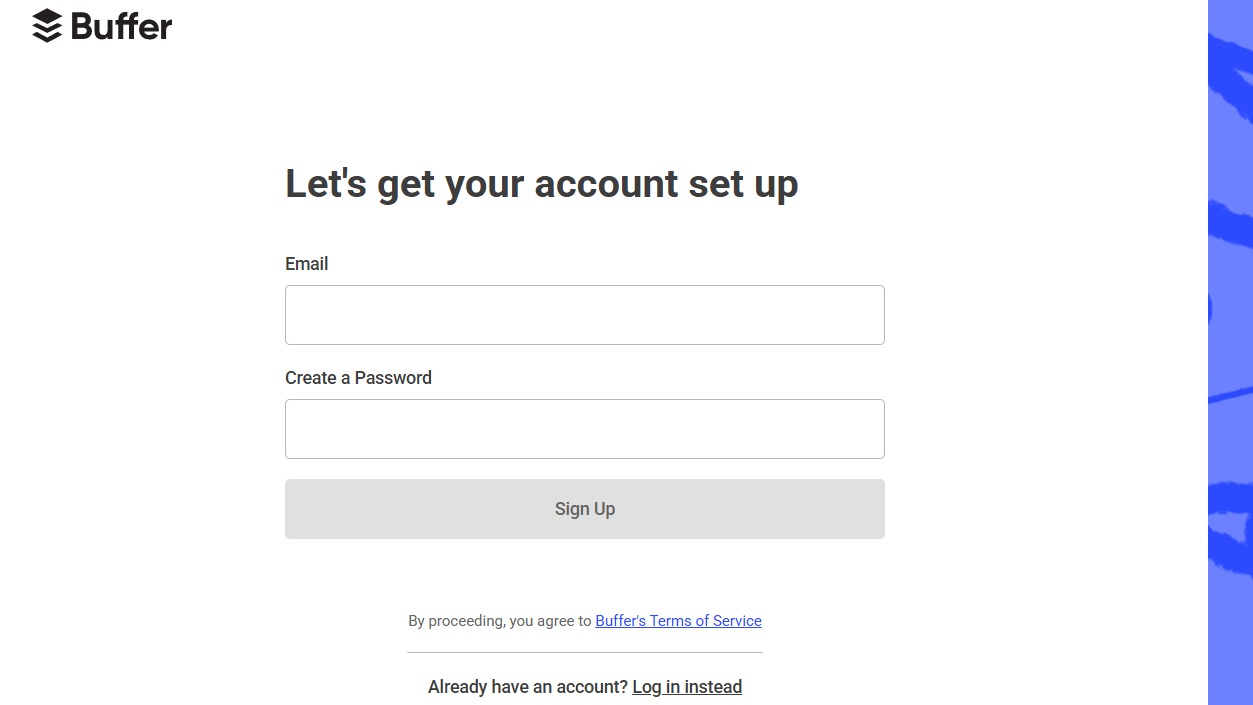 Buffer
Let's get your account set up
Email
Create a Password
Sign Up
By proceeding, you agree to Buffer's Terms of Service
Already have an account? Log in instead